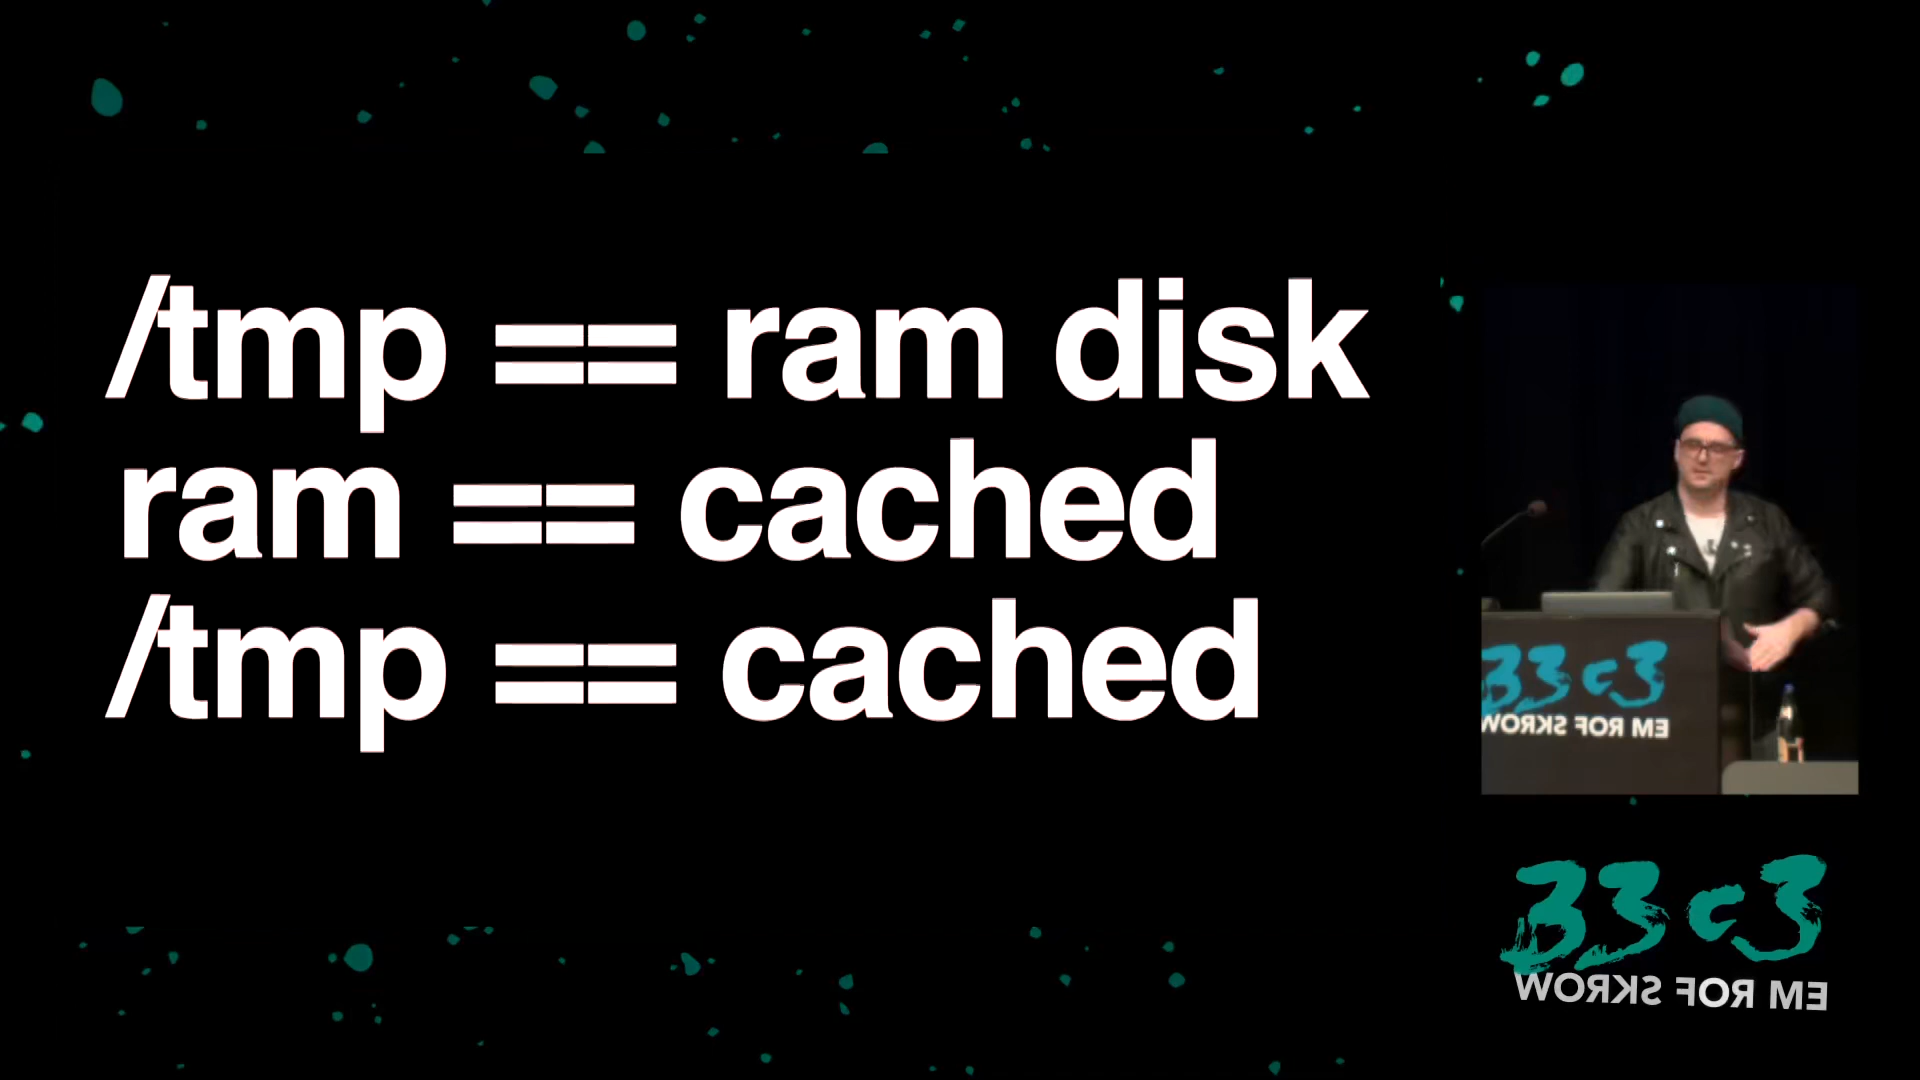 /tmp == ram disk
ram == cached
/tmp == cached
33c3
WORKS FOR ME
33c3
WORKS FOR ME